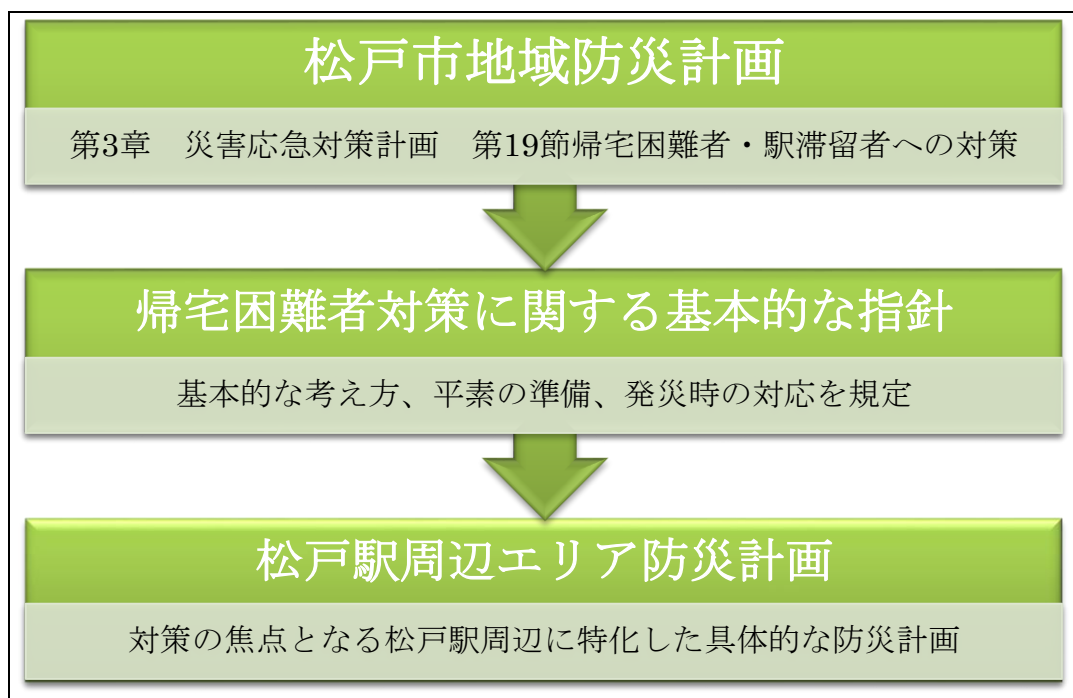 松戸市地域防災計画
第3章　災害応急対策計画　第19節帰宅困難者・駅滞留者への対策
帰宅困難者対策に関する基本的な指針
基本的な考え方、平素の準備、発災時の対応を規定
松戸駅周辺エリア防災計画
対策の焦点となる松戸駅周辺に特化した具体的な防災計画